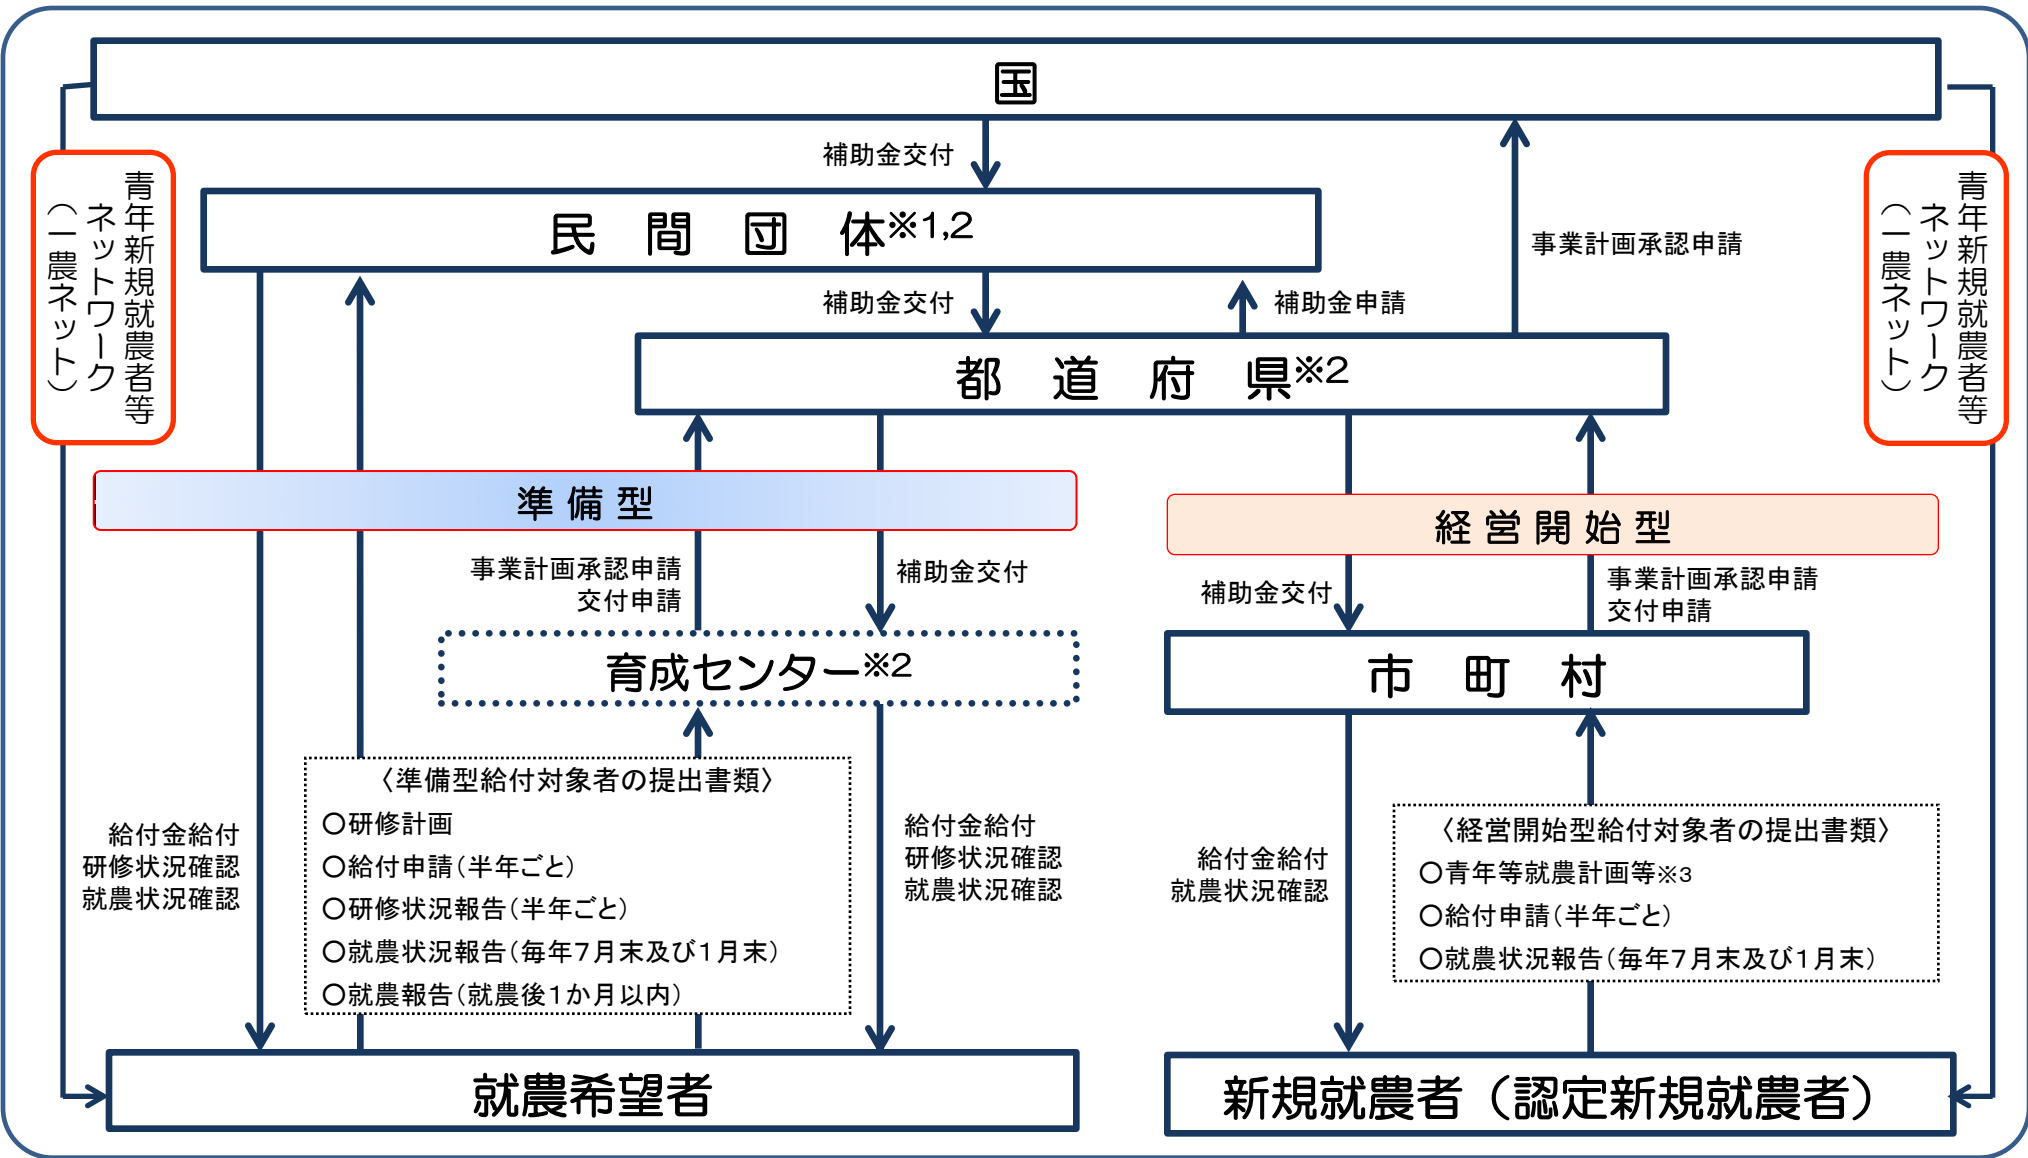 国
補助金交付
青年新規就農者等
ネットワーク
（一農ネット）
青年新規就農者等
ネットワーク
（一農ネット）
民　間　団　体※1,2
事業計画承認申請
補助金交付
補助金申請
都　道　府　県※2
準備型
経営開始型
事業計画承認申請
交付申請
補助金交付
補助金交付
事業計画承認申請
交付申請
育成センター※2
市　町　村
〈準備型給付対象者の提出書類〉
○研修計画
○給付申請（半年ごと）
○研修状況報告（半年ごと）
○就農状況報告（毎年7月末及び1月末）
○就農報告（就農後1か月以内）
給付金給付
研修状況確認
就農状況確認
給付金給付
研修状況確認
就農状況確認
給付金給付
就農状況確認
〈経営開始型給付対象者の提出書類〉
○青年等就農計画等※3
○給付申請（半年ごと）
○就農状況報告（毎年7月末及び1月末）
就農希望者
新規就農者（認定新規就農者）